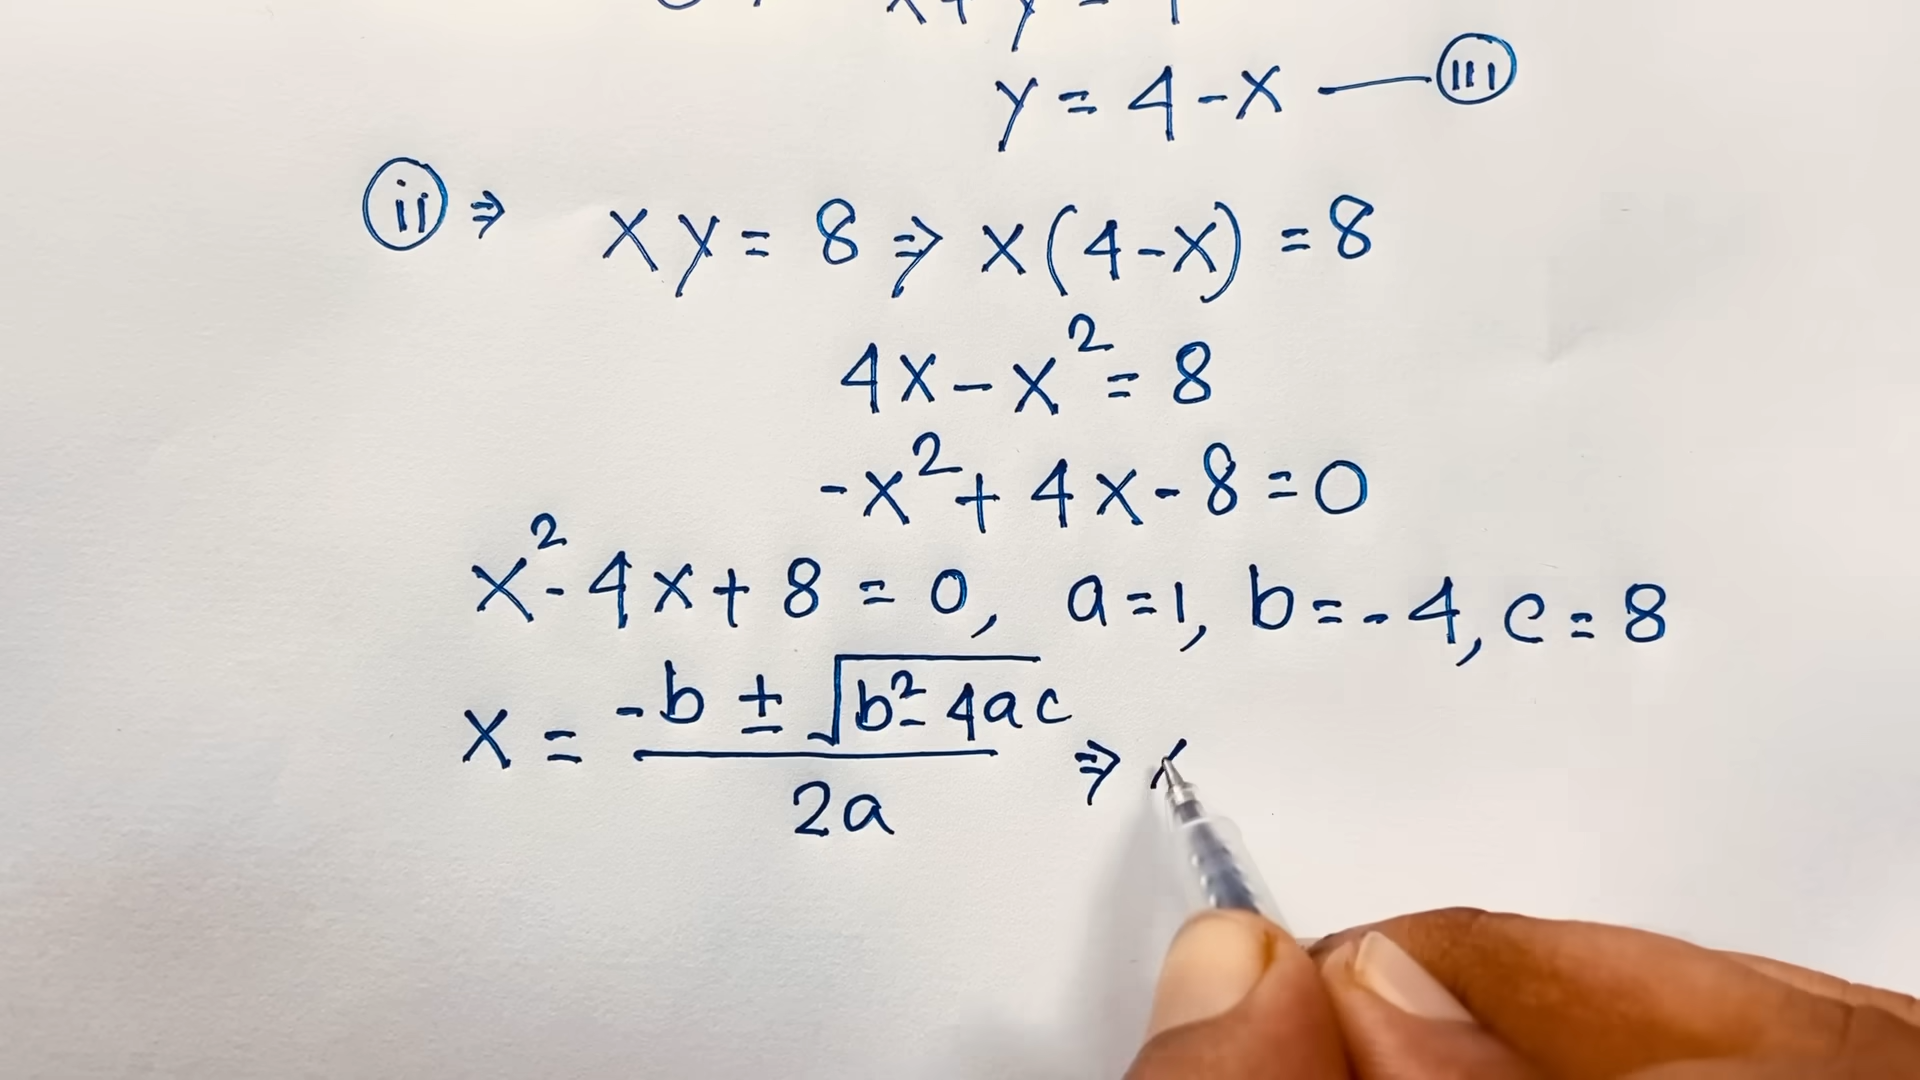 y = 4 - x — (iii)
(ii) ⇒ xy = 8 ⇒ x(4-x) = 8
4x - x² = 8
-x² + 4x - 8 = 0
x² - 4x + 8 = 0, a = 1, b = -4, c = 8
x = \frac{-b ± √(b² - 4ac)}{2a} ⇒